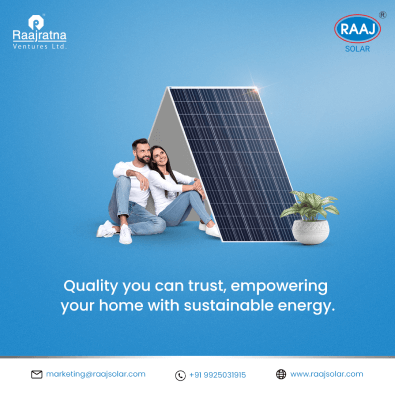 R®
Raajratna
Ventures Ltd.
RAAJ®
SOLAR
Quality you can trust, empowering
your home with sustainable energy.
marketing@raajsolar.com
+91 9925031915
www.raajsolar.com